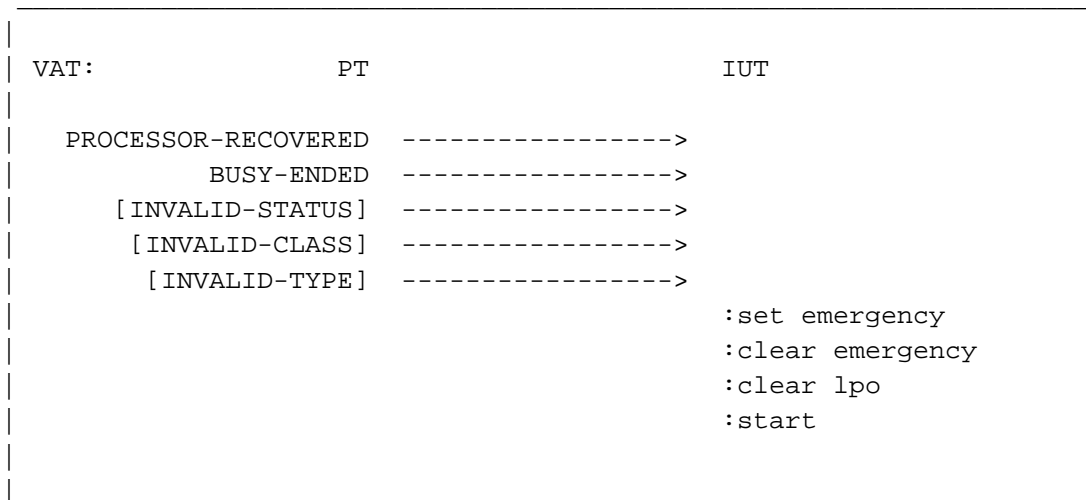 VAT: PT IUT
PROCESSOR-RECOVERED ----------------->
BUSY-ENDED ----------------->
[INVALID-STATUS] ----------------->
[INVALID-CLASS] ----------------->
[INVALID-TYPE] ----------------->
:set emergency
:clear emergency
:clear lpo
:start